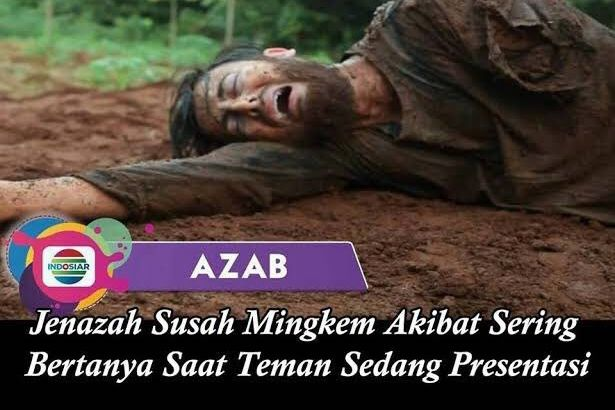 INDOSIAR
AZAB
Jenazah Susah Mingkem Akibat Sering
Bertanya Saat Teman Sedang Presentasi